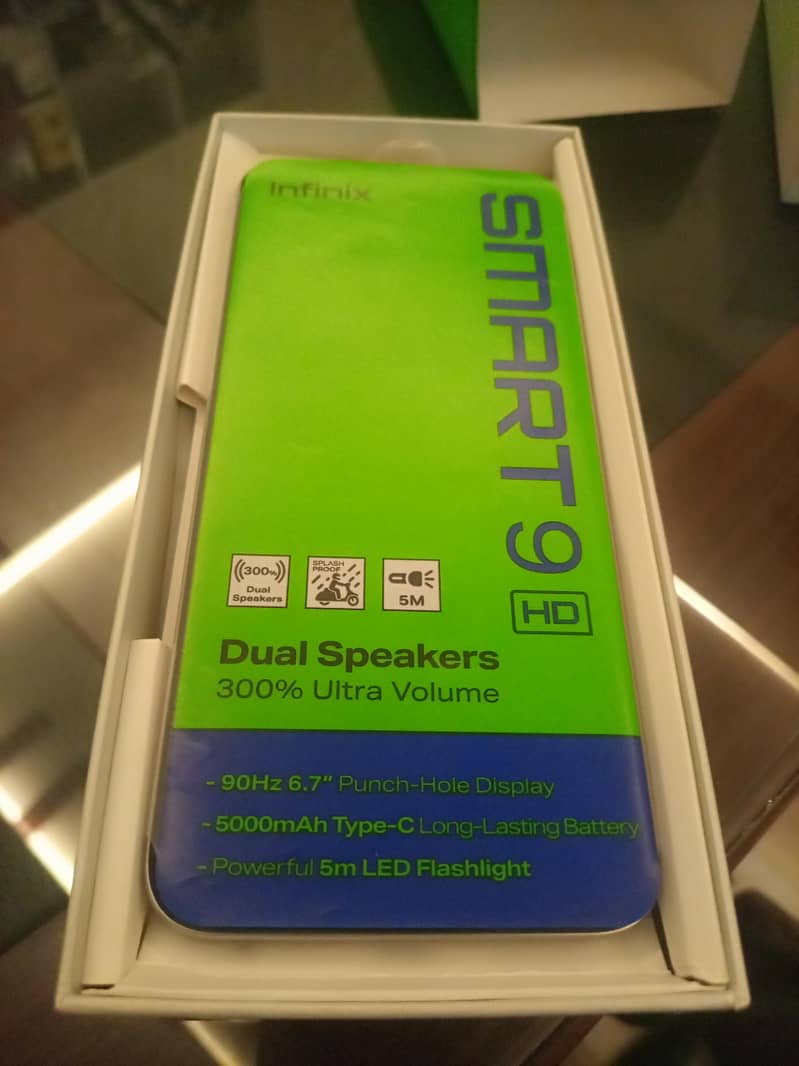 Infinix
SMART 9
HD
300%
Dual
Speakers
SPLASH
PROOF
5M
Dual Speakers
300% Ultra Volume
- 90Hz 6.7" Punch-Hole Display
- 5000mAh Type-C Long-Lasting Battery
- Powerful 5m LED Flashlight